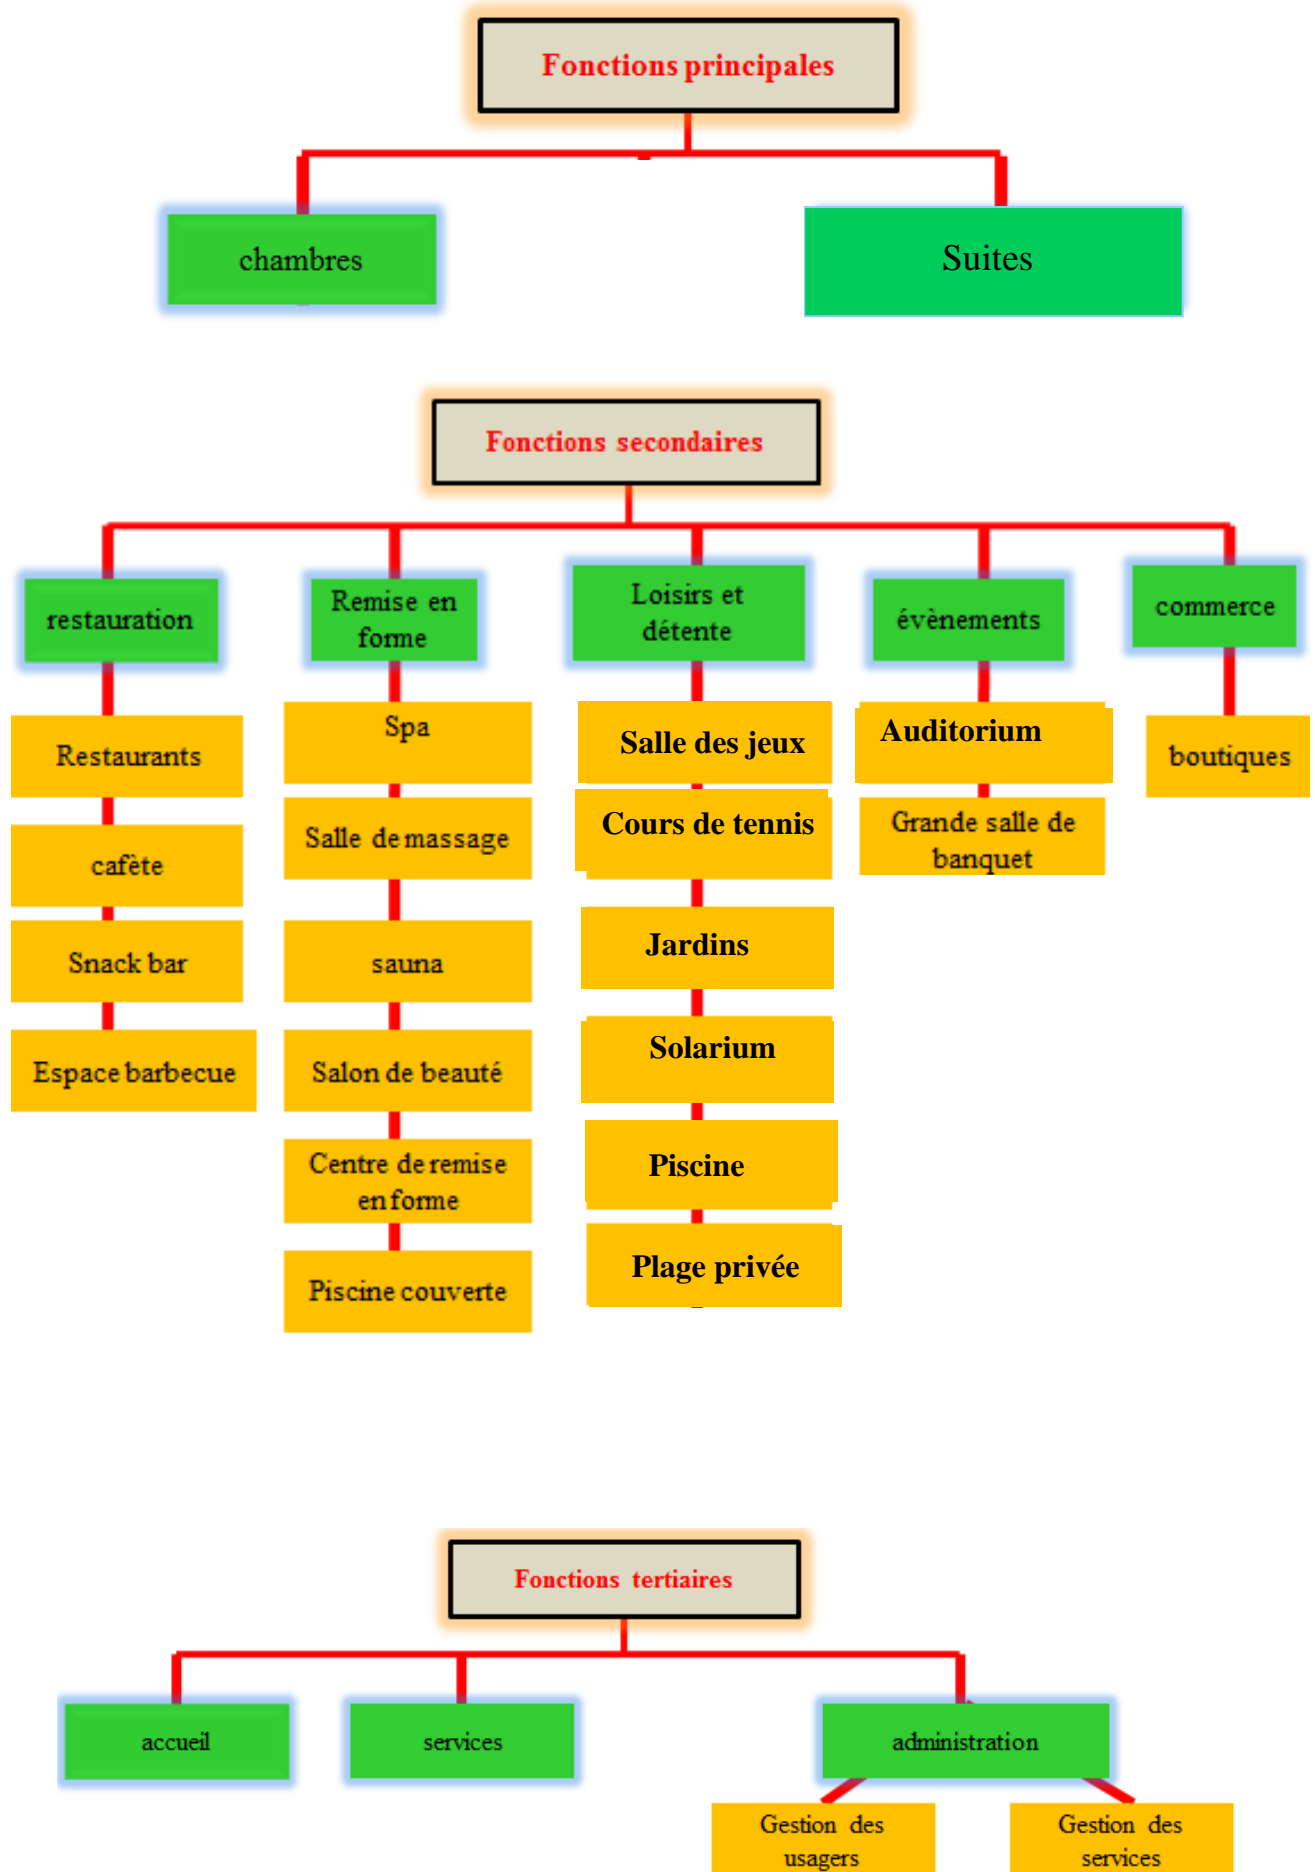 Fonctions principales
chambres
Suites
Fonctions secondaires
restauration
Remise en
forme
Loisirs et
détente
évènements
commerce
Restaurants
cafète
Snack bar
Espace barbecue
Spa
Salle de massage
sauna
Salon de beauté
Centre de remise
en forme
Piscine couverte
Salle des jeux
Cours de tennis
Jardins
Solarium
Piscine
Plage privée
Auditorium
Grande salle de
banquet
boutiques
Fonctions tertiaires
accueil
services
administration
Gestion des
usagers
Gestion des
services